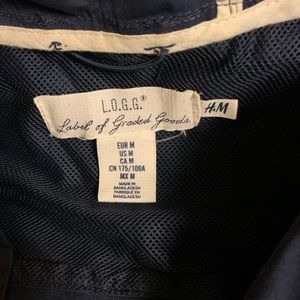 L.O.G.G.®
Label of Graded Goods
H&M
EUR M
US M
CA M
CN 175/100A
MX M
MADE IN
BANGLADESH
FABRIQUÉ EN
BANGLADESH